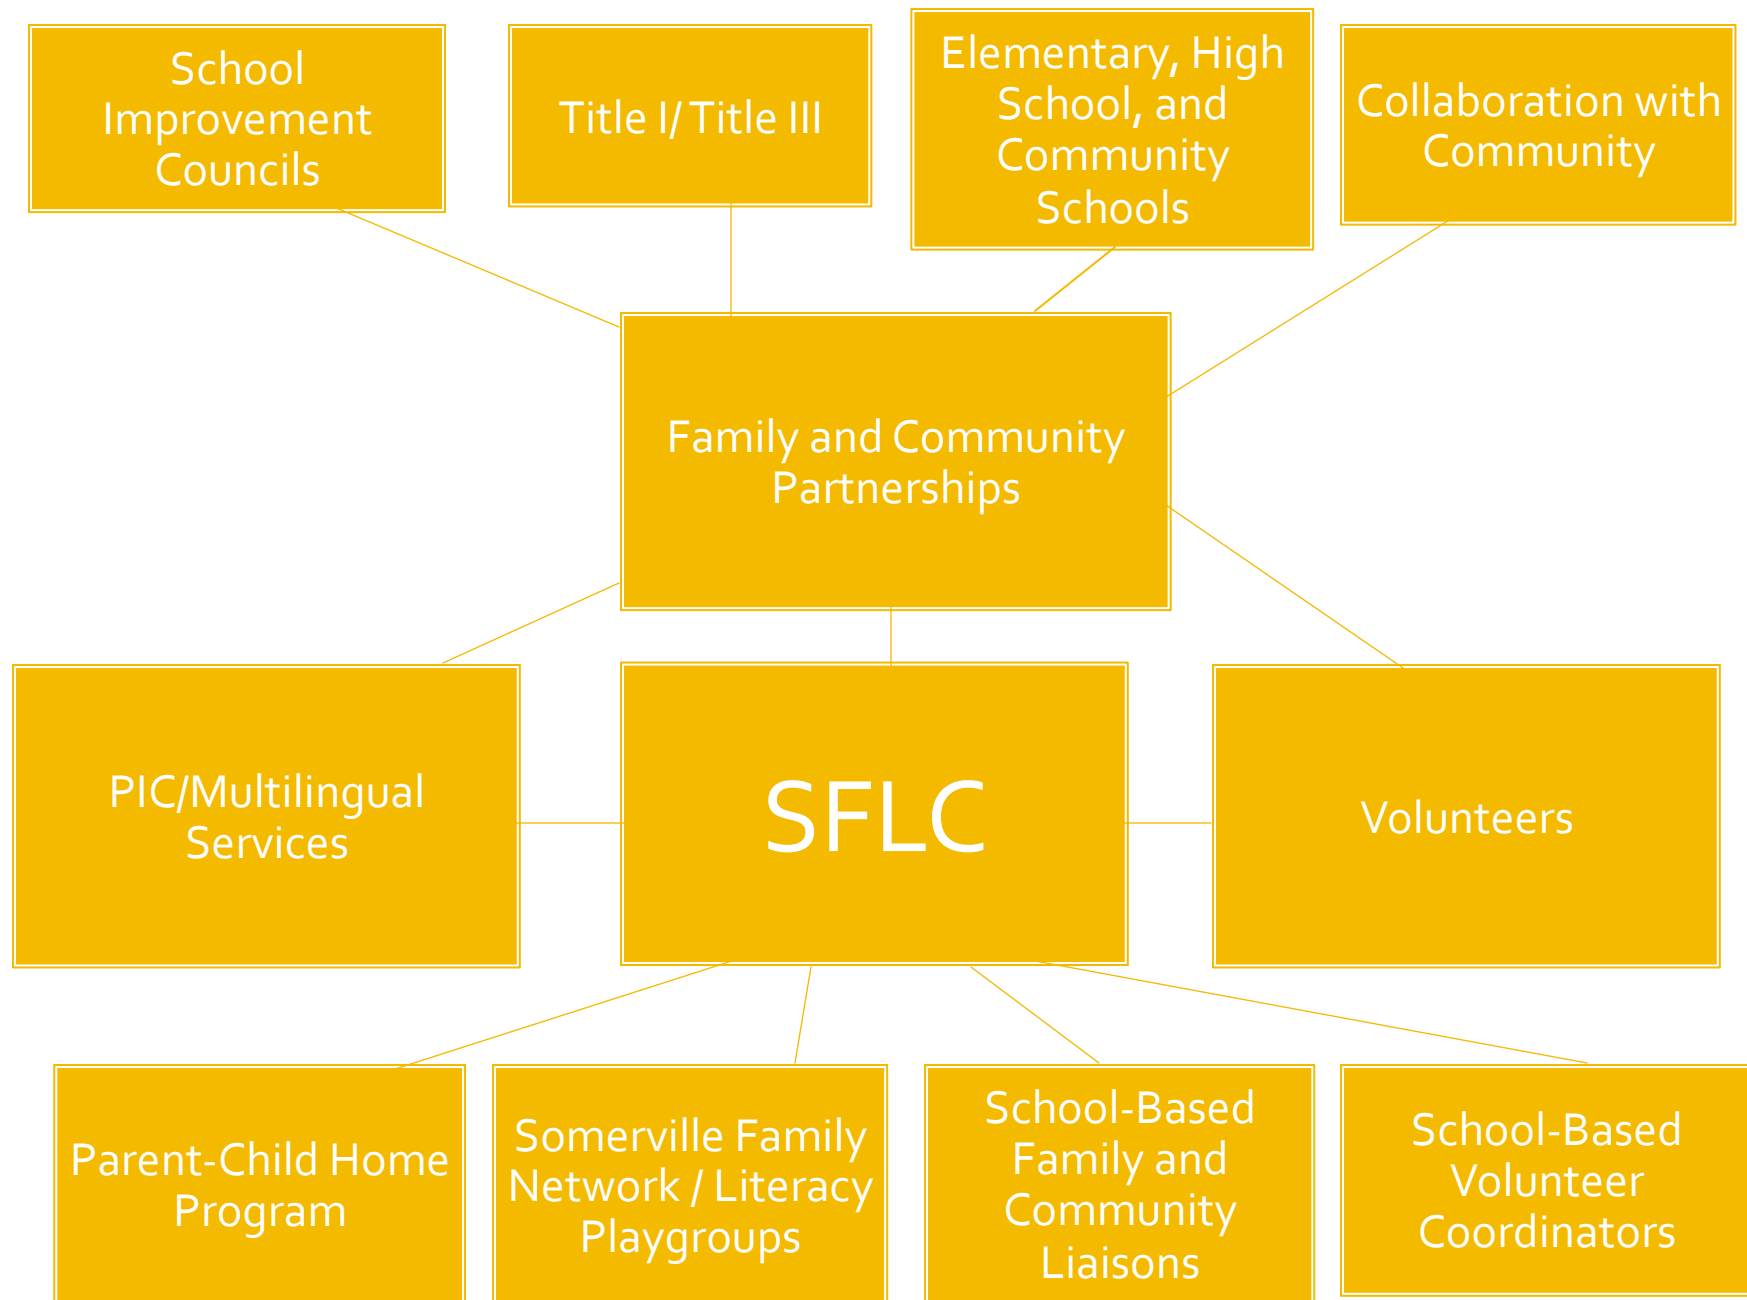 School
Improvement
Councils
Title I/ Title III
Elementary, High
School, and
Community
Schools
Collaboration with
Community
Family and Community
Partnerships
PIC/Multilingual
Services
SFLC
Volunteers
Parent-Child Home
Program
Somerville Family
Network / Literacy
Playgroups
School-Based
Family and
Community
Liaisons
School-Based
Volunteer
Coordinators